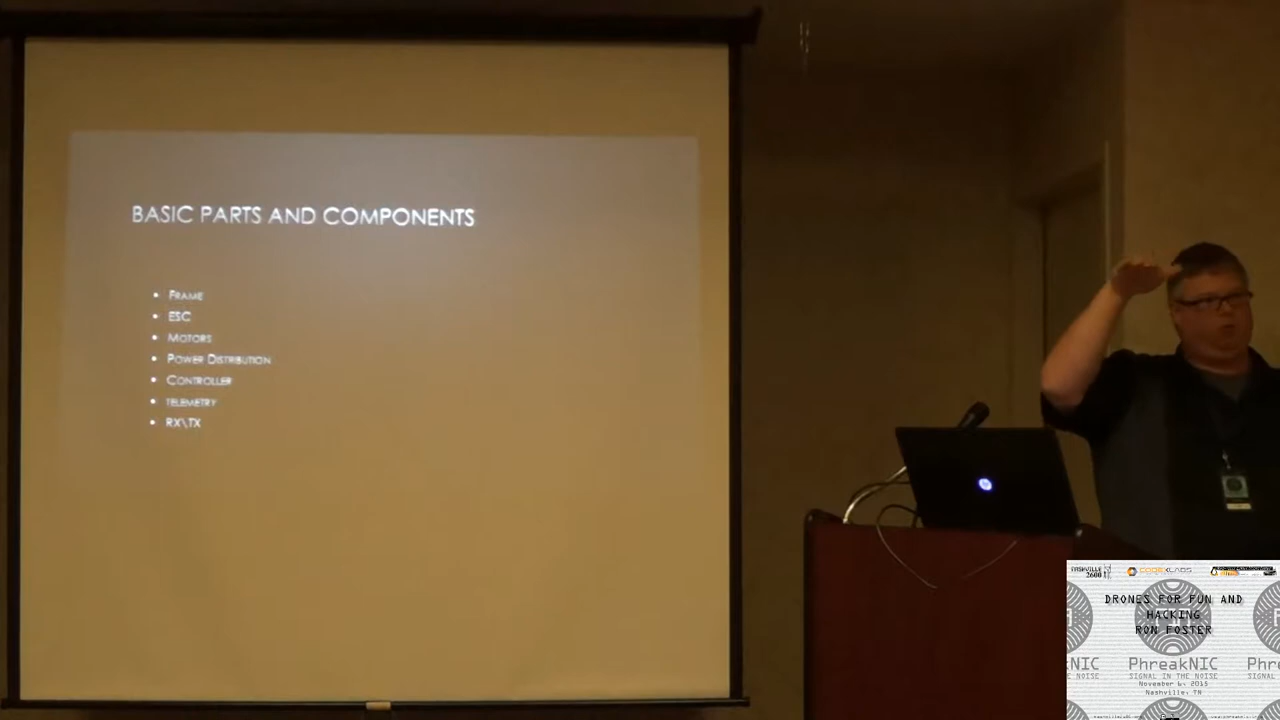 BASIC PARTS AND COMPONENTS
• FRAME
• ESC
• MOTORS
• POWER DISTRIBUTION
• CONTROLLER
• TELEMETRY
• RX\TX
NASHVILLE
2600
CODEXLABS
DRONES FOR FUN AND
HACKING
RON FOSTER
PhreakNIC
SIGNAL IN THE NOISE
November 6, 2015
Nashville, TN